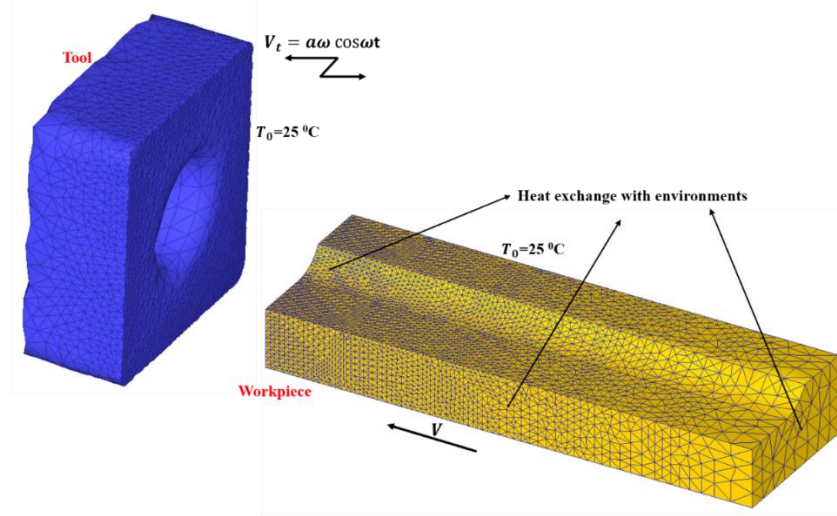 Tool
V_t = aω cosωt
T_0=25 ⁰C
Heat exchange with environments
T_0=25 ⁰C
Workpiece
V